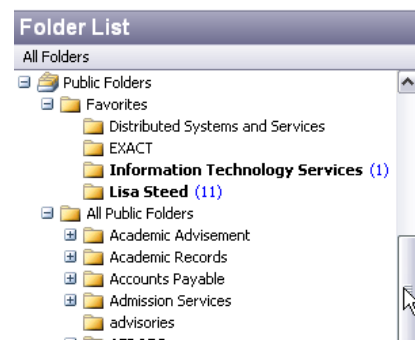 Folder List
All Folders
Public Folders
Favorites
Distributed Systems and Services
EXACT
Information Technology Services (1)
Lisa Steed (11)
All Public Folders
Academic Advisement
Academic Records
Accounts Payable
Admission Services
advisories